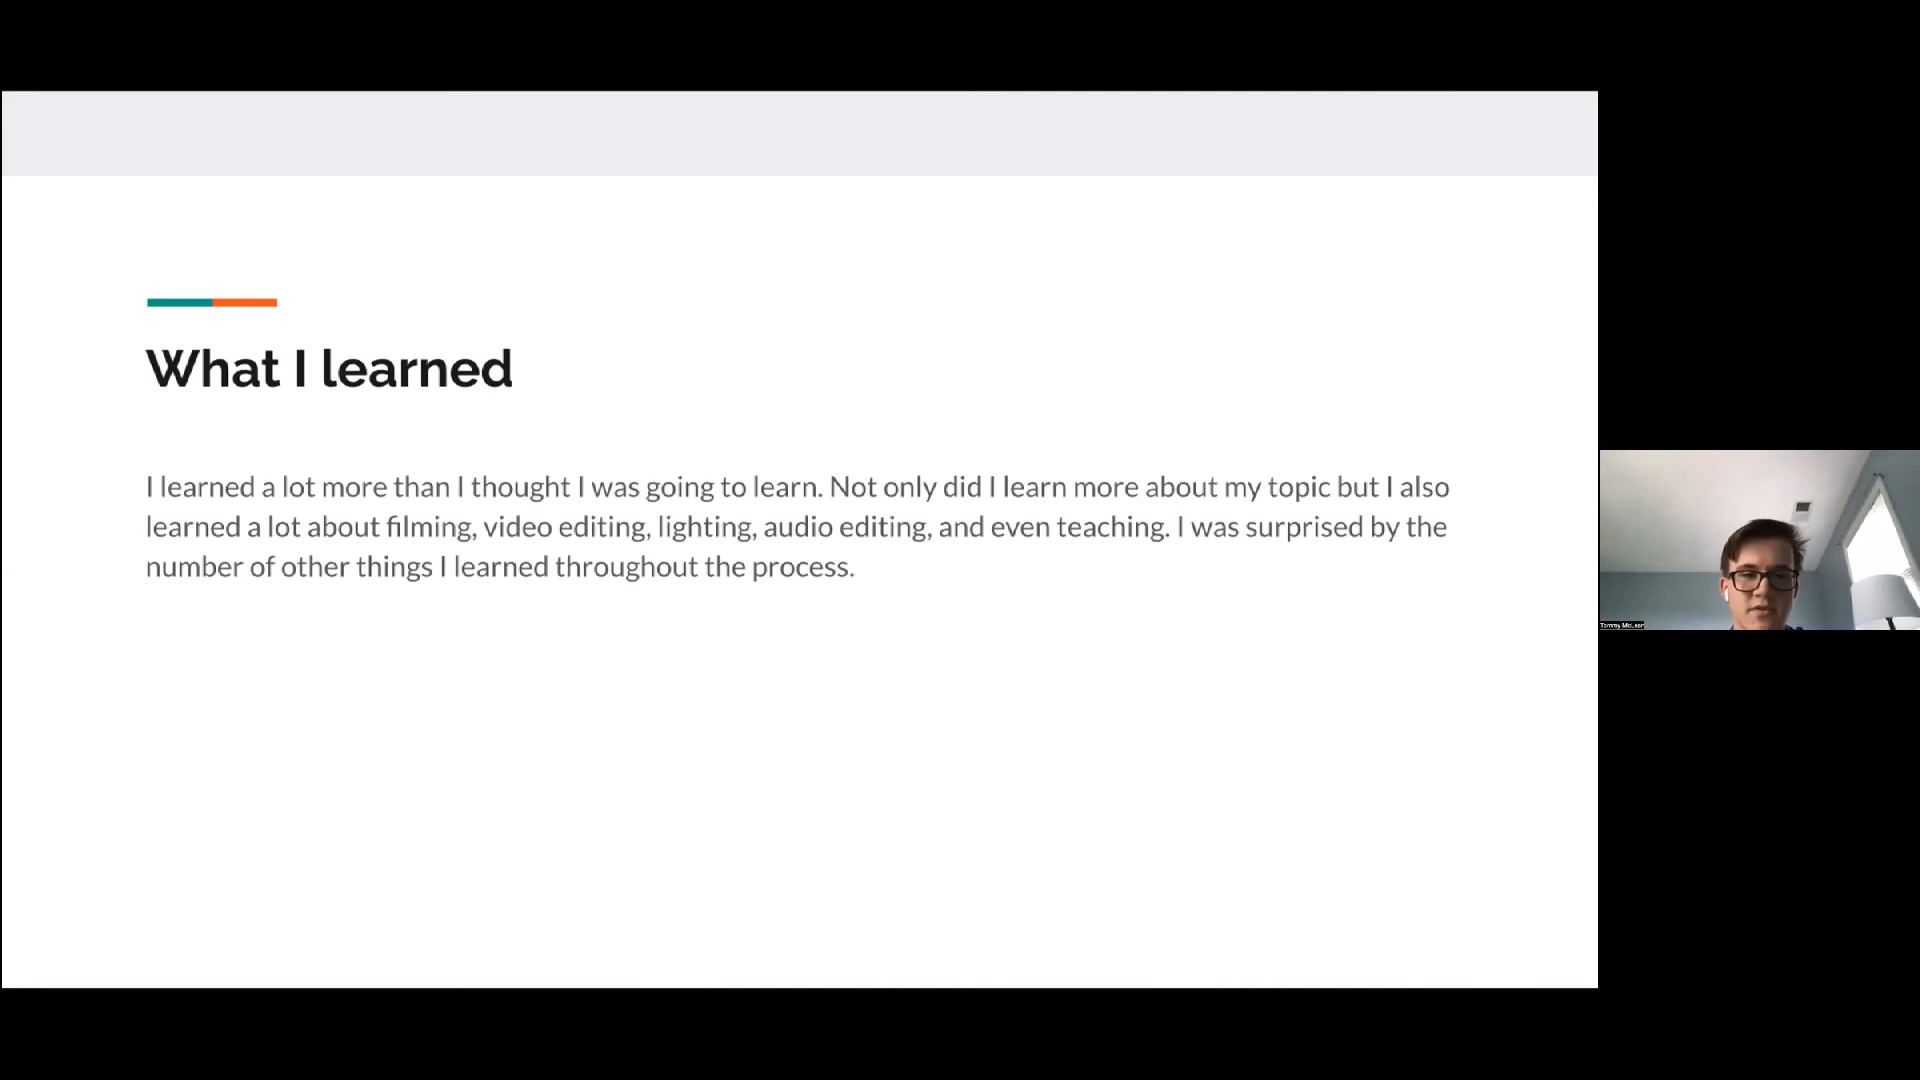 What I learned
I learned a lot more than I thought I was going to learn. Not only did I learn more about my topic but I also
learned a lot about filming, video editing, lighting, audio editing, and even teaching. I was surprised by the
number of other things I learned throughout the process.
Tommy McLean